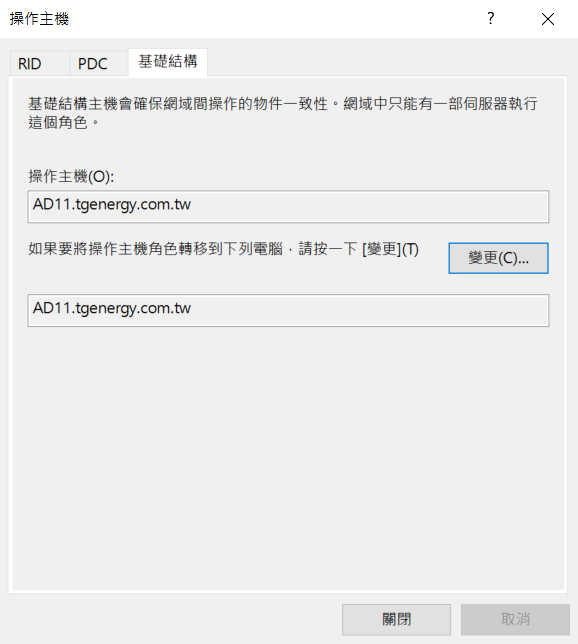 操作主機
?
RID
PDC
基礎結構
基礎結構主機會確保網域間操作的物件一致性。網域中只能有一部伺服器執行
這個角色。
操作主機(O):
AD11.tgenergy.com.tw
如果要將操作主機角色轉移到下列電腦，請按一下 [變更](T)
變更(C)...
AD11.tgenergy.com.tw
關閉
取消